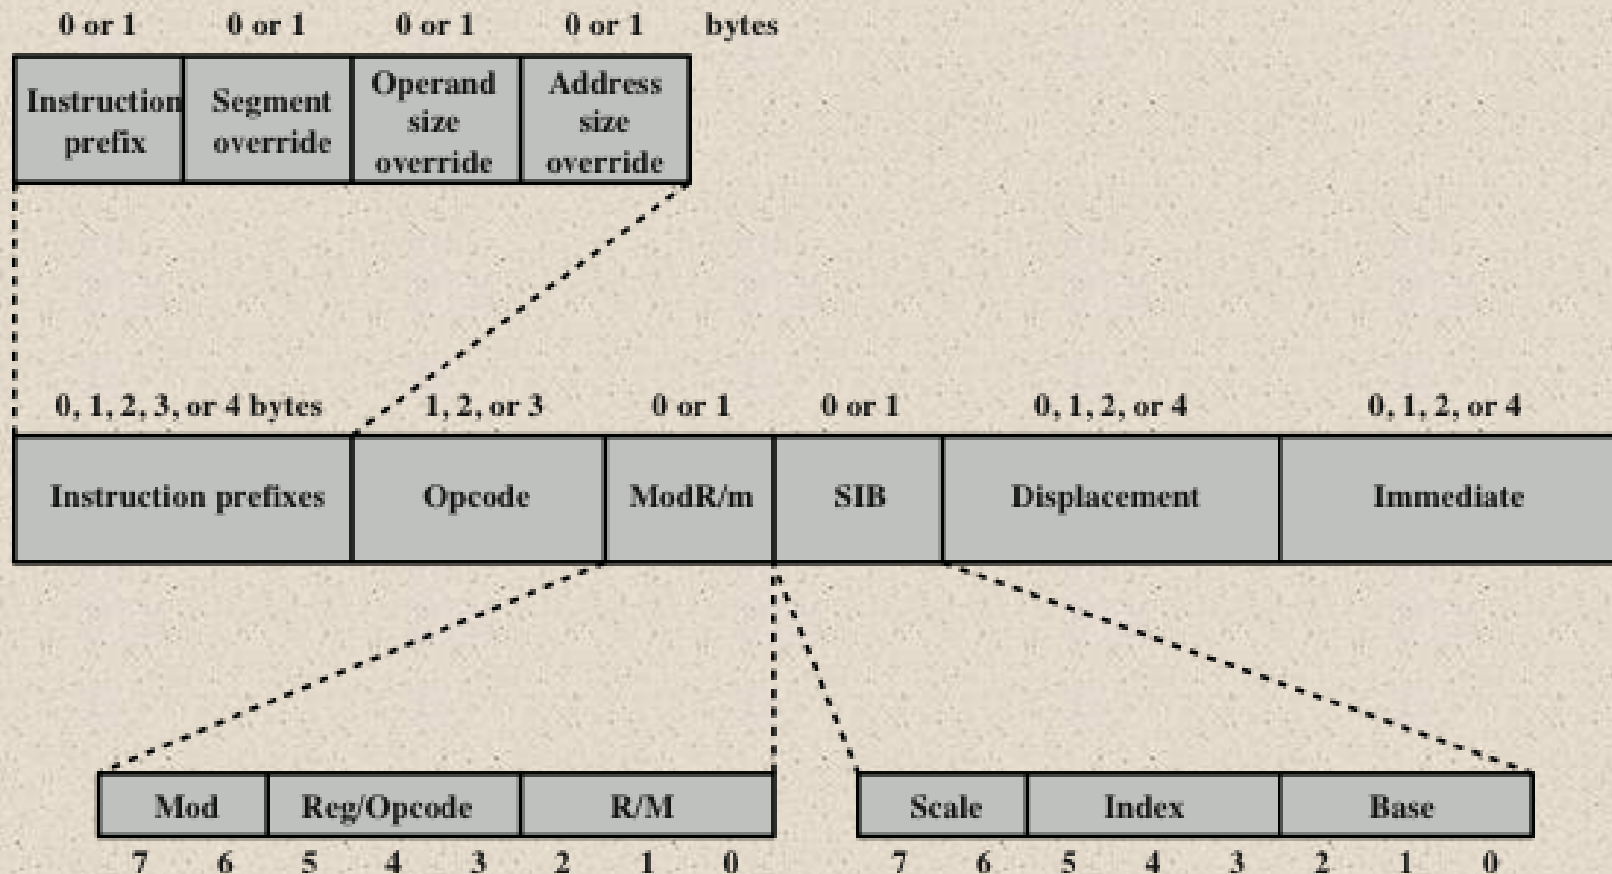 0 or 1 0 or 1 0 or 1 0 or 1 bytes
Instruction prefix
Segment override
Operand size override
Address size override
0, 1, 2, 3, or 4 bytes 1, 2, or 3 0 or 1 0 or 1 0, 1, 2, or 4 0, 1, 2, or 4
Instruction prefixes Opcode ModR/m SIB Displacement Immediate
Mod Reg/Opcode R/M Scale Index Base
7 6 5 4 3 2 1 0 7 6 5 4 3 2 1 0